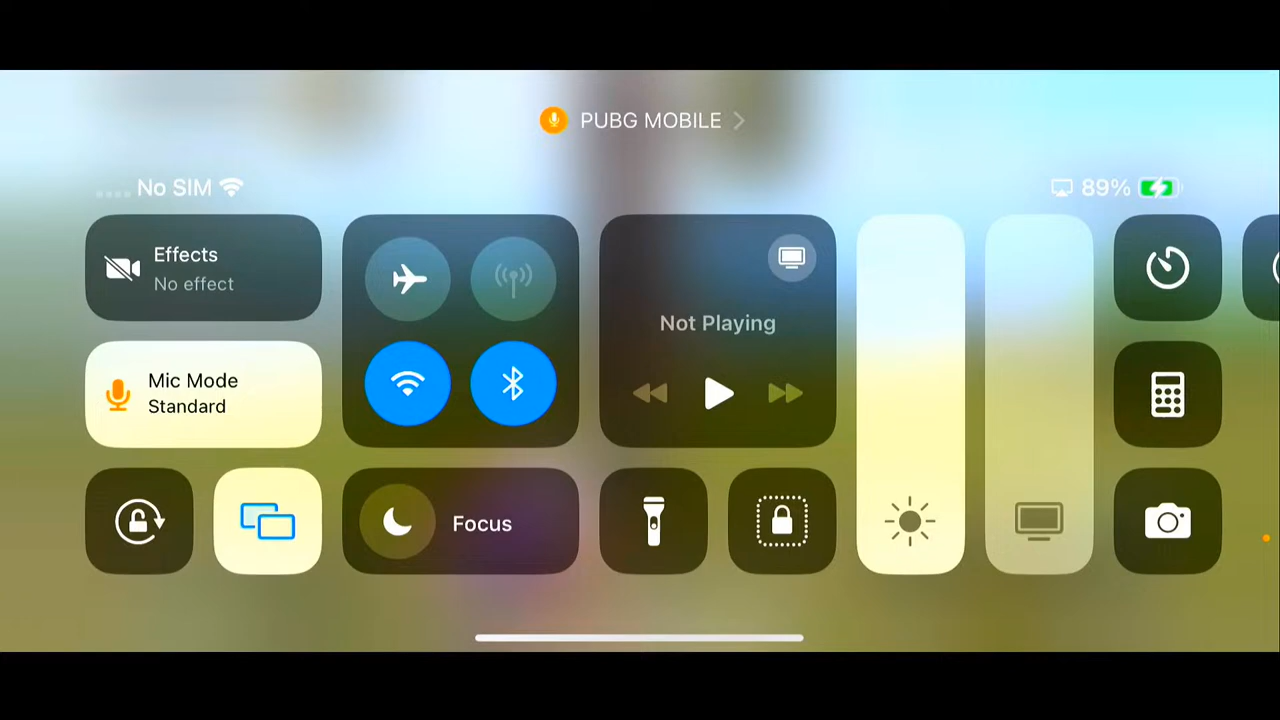 PUBG MOBILE
No SIM
89%
Effects
No effect
Mic Mode
Standard
Not Playing
Focus